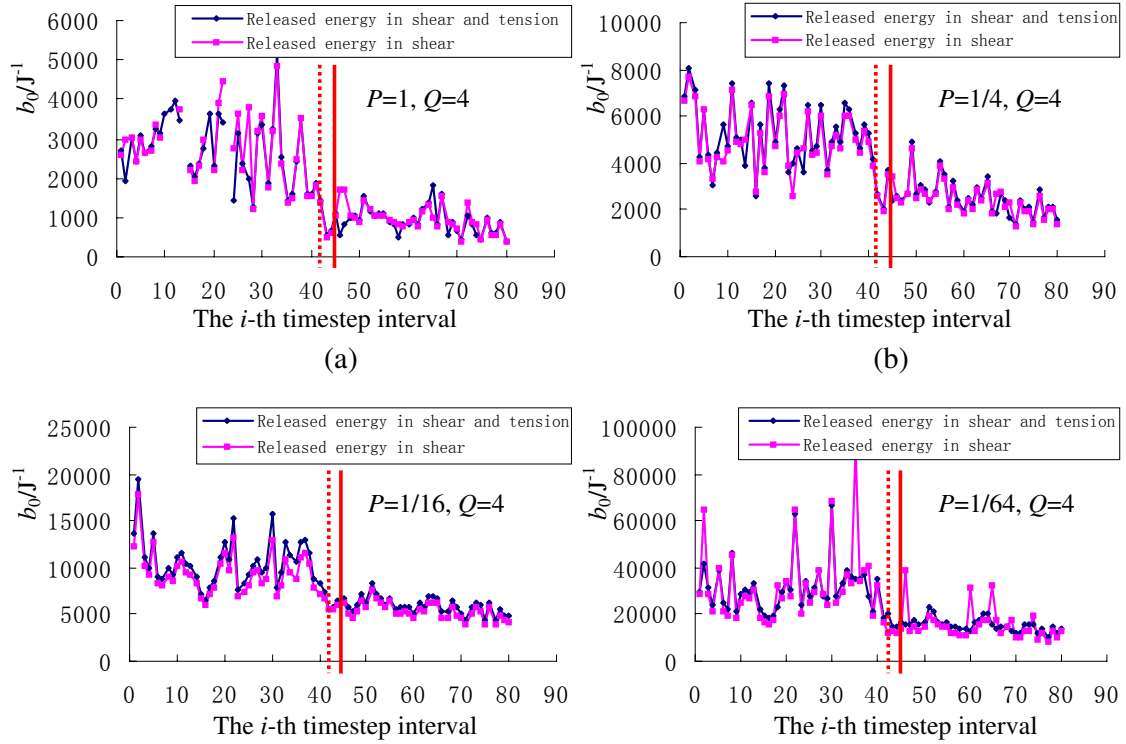 Released energy in shear and tension
Released energy in shear
6000
5000
4000
3000
2000
1000
0
b₀/J⁻¹
P=1, Q=4
0 10 20 30 40 50 60 70 80 90
The i-th timestep interval
(a)
Released energy in shear and tension
Released energy in shear
10000
8000
6000
4000
2000
0
b₀/J⁻¹
P=1/4, Q=4
0 10 20 30 40 50 60 70 80 90
The i-th timestep interval
(b)
Released energy in shear and tension
Released energy in shear
25000
20000
15000
10000
5000
0
b₀/J⁻¹
P=1/16, Q=4
0 10 20 30 40 50 60 70 80 90 100
The i-th timestep interval
Released energy in shear and tension
Released energy in shear
100000
80000
60000
40000
20000
0
b₀/J⁻¹
P=1/64, Q=4
0 10 20 30 40 50 60 70 80 90 100
The i-th timestep interval